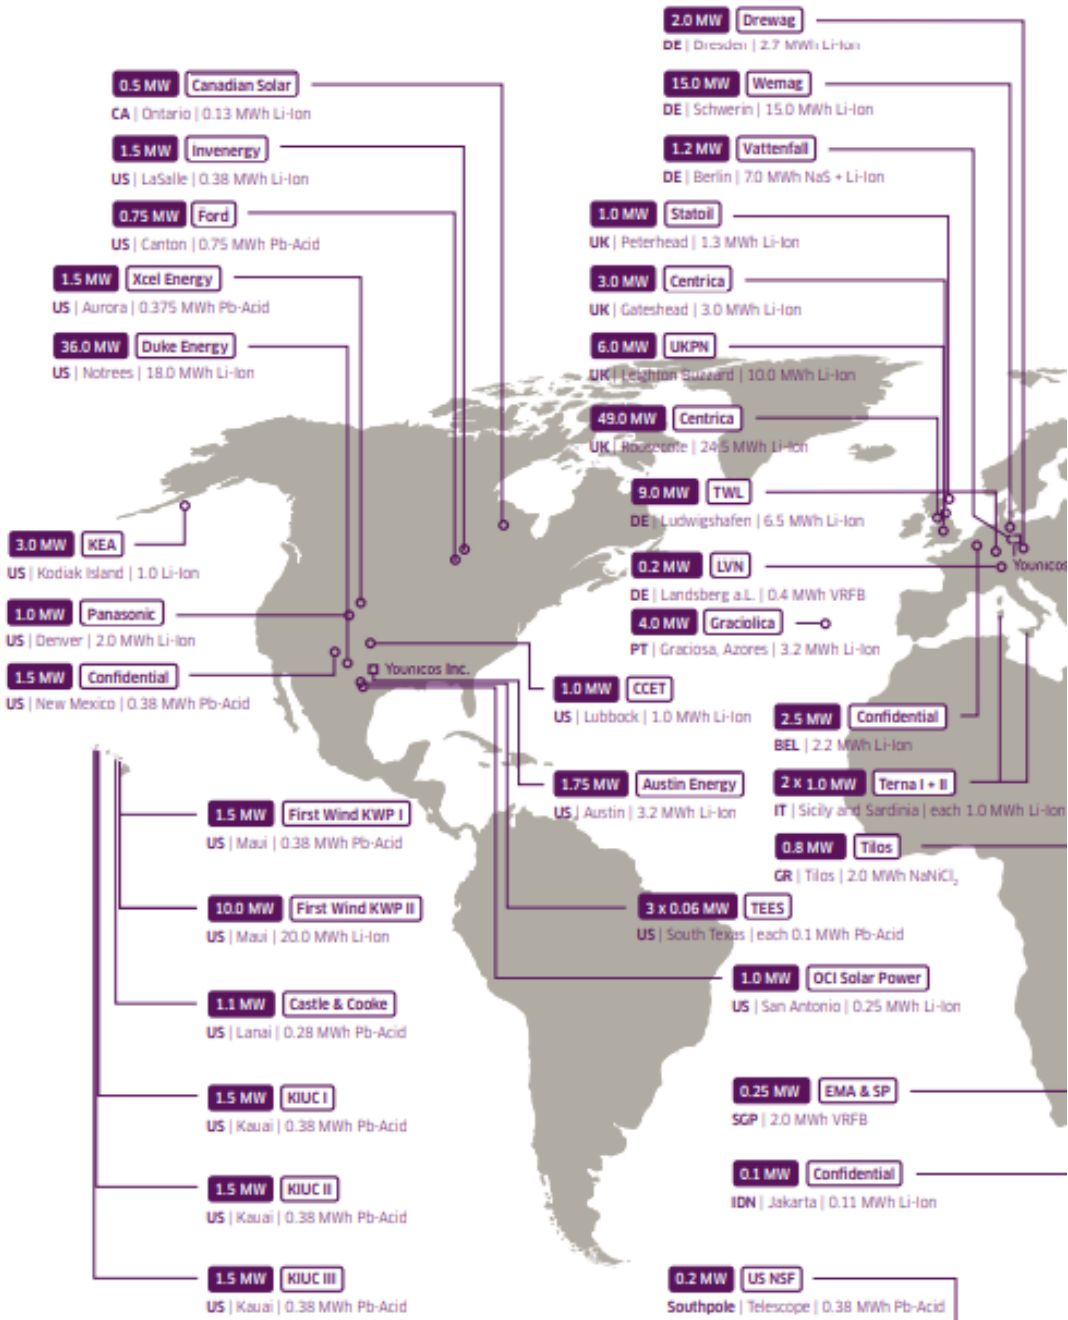 2.0 MW Drewag
DE | Dresden | 2.7 MWh Li-Ion
0.5 MW Canadian Solar
CA | Ontario | 0.13 MWh Li-Ion
15.0 MW Wemag
DE | Schwerin | 15.0 MWh Li-Ion
1.5 MW Invenergy
US | LaSalle | 0.38 MWh Li-Ion
1.2 MW Vattenfall
DE | Berlin | 7.0 MWh NaS + Li-Ion
0.75 MW Ford
US | Canton | 0.75 MWh Pb-Acid
1.0 MW Statoil
UK | Peterhead | 1.3 MWh Li-Ion
1.5 MW Xcel Energy
US | Aurora | 0.375 MWh Pb-Acid
3.0 MW Centrica
UK | Gateshead | 3.0 MWh Li-Ion
36.0 MW Duke Energy
US | Notrees | 18.0 MWh Li-Ion
6.0 MW UKPN
UK | Leighton Buzzard | 10.0 MWh Li-Ion
49.0 MW Centrica
UK | Roosecote | 24.5 MWh Li-Ion
9.0 MW TWL
DE | Ludwigshafen | 6.5 MWh Li-Ion
3.0 MW KEA
US | Kodiak Island | 1.0 Li-Ion
0.2 MW LVN
DE | Landsberg a.L. | 0.4 MWh VRFB
Younicos
1.0 MW Panasonic
US | Denver | 2.0 MWh Li-Ion
4.0 MW Graciolica
PT | Graciosa, Azores | 3.2 MWh Li-Ion
1.5 MW Confidential
US | New Mexico | 0.38 MWh Pb-Acid
Younicos Inc.
1.0 MW CCET
US | Lubbock | 1.0 MWh Li-Ion
2.5 MW Confidential
BEL | 2.2 MWh Li-Ion
1.75 MW Austin Energy
US | Austin | 3.2 MWh Li-Ion
2 x 1.0 MW Terna I + II
IT | Sicily and Sardinia | each 1.0 MWh Li-Ion
1.5 MW First Wind KWP I
US | Maui | 0.38 MWh Pb-Acid
0.8 MW Tilos
GR | Tilos | 2.0 MWh NaNiCl₂
10.0 MW First Wind KWP II
US | Maui | 20.0 MWh Li-Ion
3 x 0.06 MW TEES
US | South Texas | each 0.1 MWh Pb-Acid
1.1 MW Castle & Cooke
US | Lanai | 0.28 MWh Pb-Acid
1.0 MW OCI Solar Power
US | San Antonio | 0.25 MWh Li-Ion
1.5 MW KIUC I
US | Kauai | 0.38 MWh Pb-Acid
0.25 MW EMA & SP
SGP | 2.0 MWh VRFB
1.5 MW KIUC II
US | Kauai | 0.38 MWh Pb-Acid
0.1 MW Confidential
IDN | Jakarta | 0.11 MWh Li-Ion
1.5 MW KIUC III
US | Kauai | 0.38 MWh Pb-Acid
0.2 MW US NSF
Southpole | Telescope | 0.38 MWh Pb-Acid